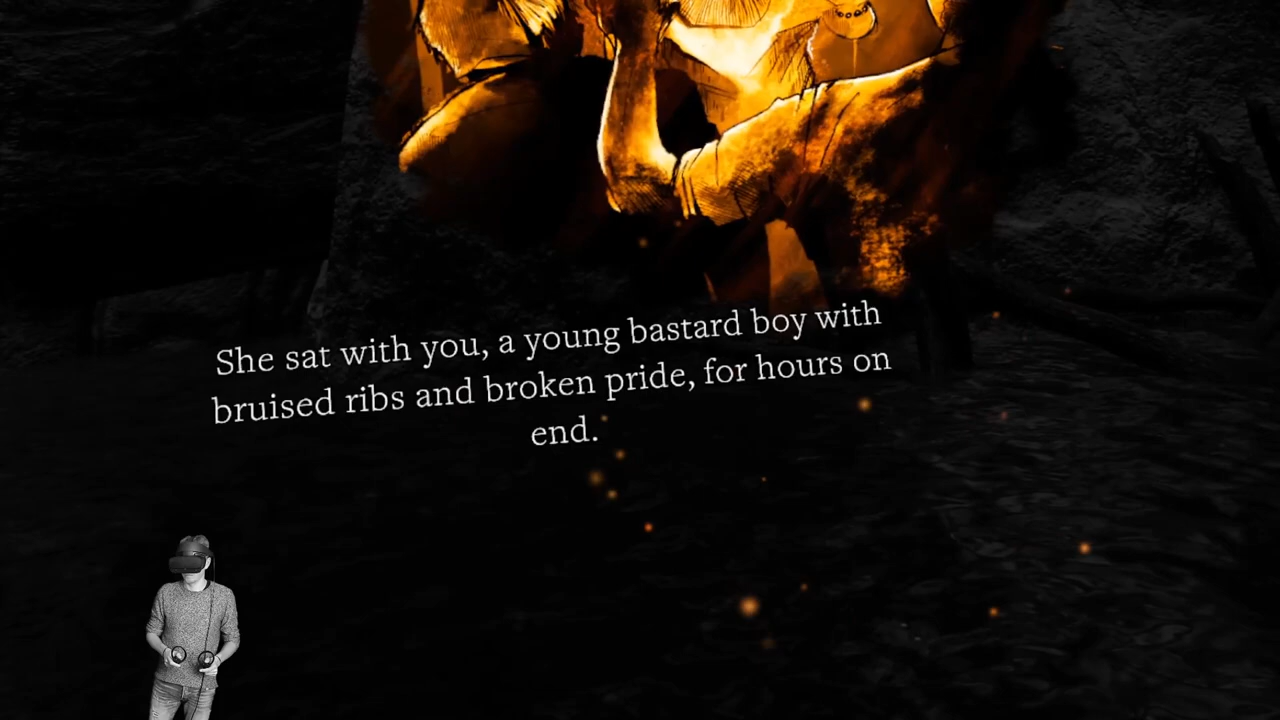 She sat with you, a young bastard boy with
bruised ribs and broken pride, for hours on
end.